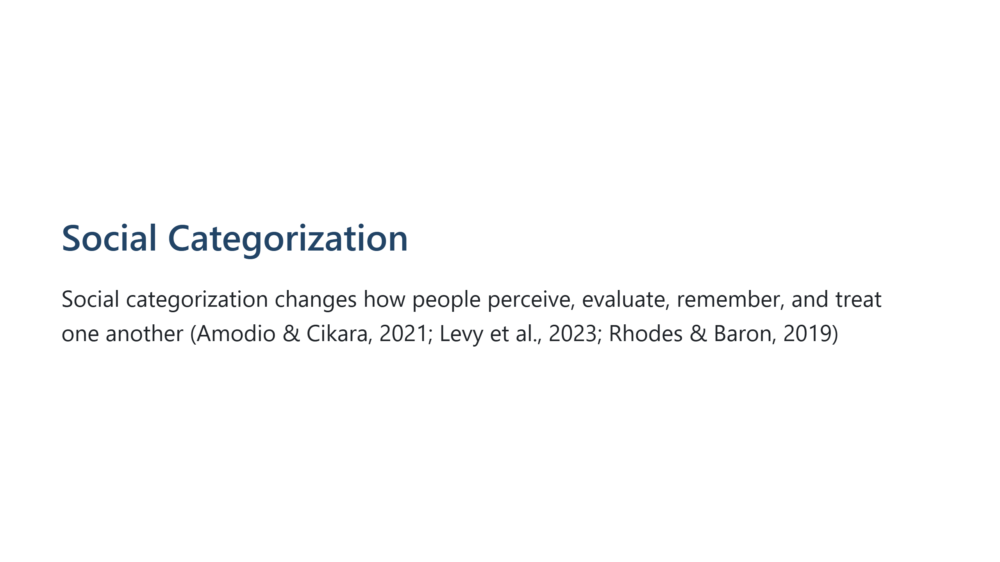 Social Categorization
Social categorization changes how people perceive, evaluate, remember, and treat
one another (Amodio & Cikara, 2021; Levy et al., 2023; Rhodes & Baron, 2019)